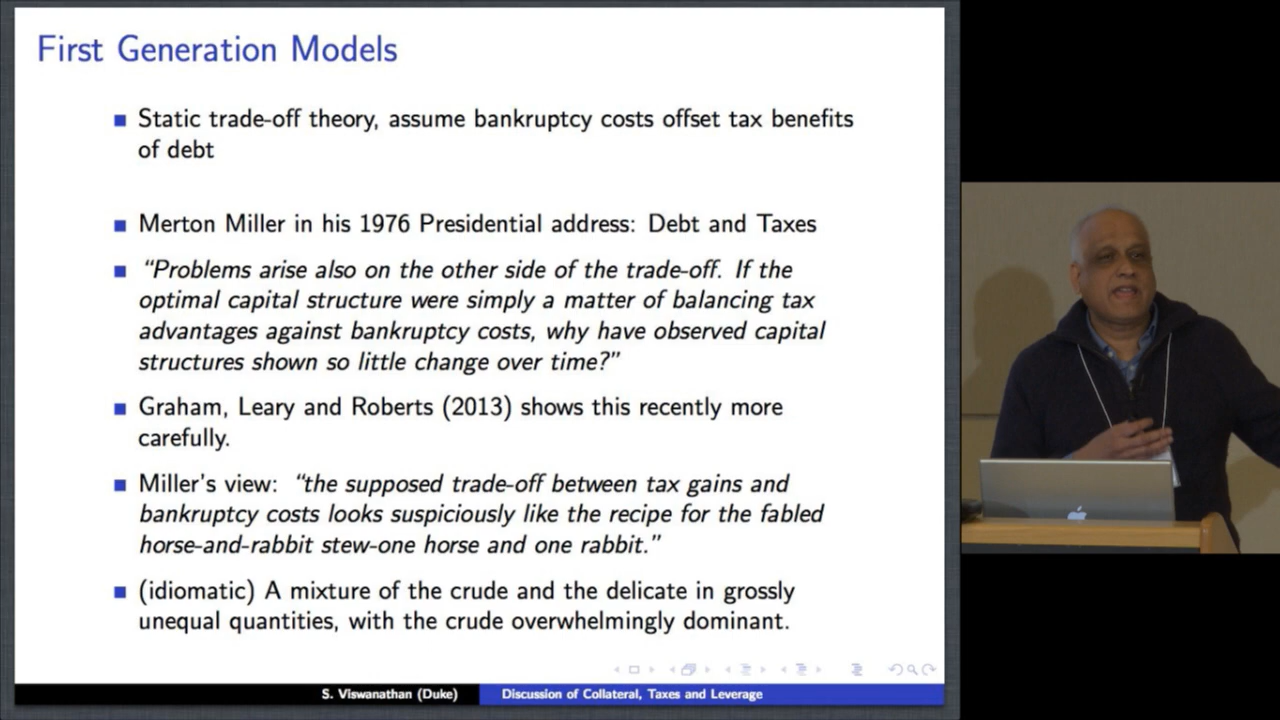 First Generation Models
Static trade-off theory, assume bankruptcy costs offset tax benefits
of debt
Merton Miller in his 1976 Presidential address: Debt and Taxes
“Problems arise also on the other side of the trade-off. If the
optimal capital structure were simply a matter of balancing tax
advantages against bankruptcy costs, why have observed capital
structures shown so little change over time?”
Graham, Leary and Roberts (2013) shows this recently more
carefully.
Miller's view: “the supposed trade-off between tax gains and
bankruptcy costs looks suspiciously like the recipe for the fabled
horse-and-rabbit stew-one horse and one rabbit.”
(idiomatic) A mixture of the crude and the delicate in grossly
unequal quantities, with the crude overwhelmingly dominant.
S. Viswanathan (Duke)
Discussion of Collateral, Taxes and Leverage